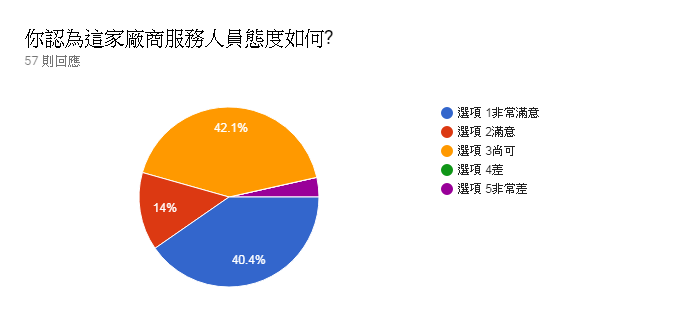 你認為這家廠商服務人員態度如何?
57 則回應
42.1%
14%
40.4%
選項 1非常滿意
選項 2滿意
選項 3尚可
選項 4差
選項 5非常差